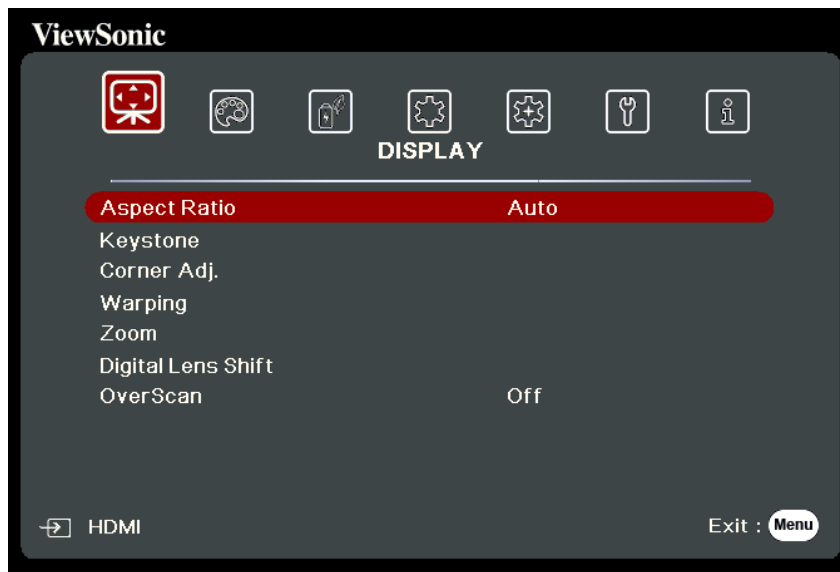 ViewSonic
DISPLAY
Aspect Ratio Auto
Keystone
Corner Adj.
Warping
Zoom
Digital Lens Shift
OverScan Off
HDMI Exit : Menu